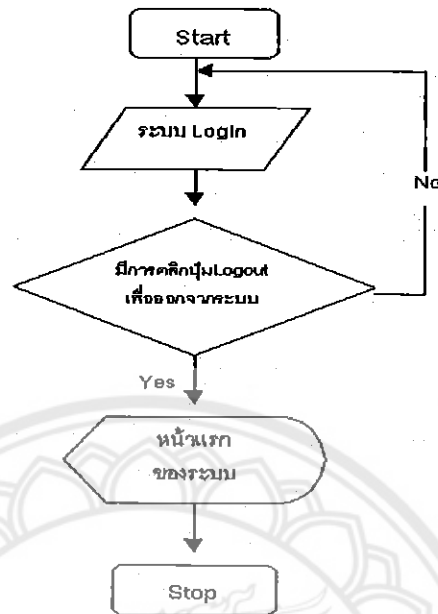 Start
ระบบ LogIn
No
มีการคลิกปุ่มLogout
เพื่อออกจากระบบ
Yes
หน้าแรก
ของระบบ
Stop